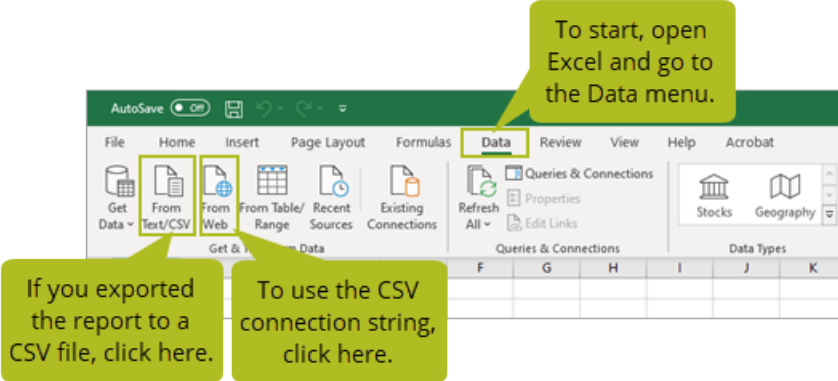 To start, open
Excel and go to
the Data menu.
AutoSave Off
File Home Insert Page Layout Formulas Data Review View Help Acrobat
Get Data
From Text/CSV
From Web
From Table/ Range
Recent Sources
Existing Connections
Refresh All
Queries & Connections
Properties
Edit Links
Stocks
Geography
Get & Data
Queries & Connections
Data Types
F G H I J K
If you exported
the report to a
CSV file, click here.
To use the CSV
connection string,
click here.